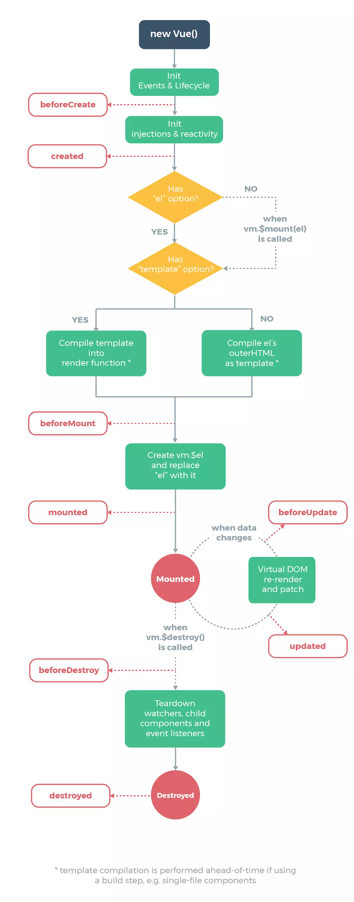 new Vue()
Init
Events & Lifecycle
beforeCreate
Init
injections & reactivity
created
Has
"el" option?
NO
YES
when
vm.$mount(el)
is called
Has
"template" option?
YES
NO
Compile template
into
render function *
Compile el's
outerHTML
as template *
beforeMount
Create vm.$el
and replace
"el" with it
mounted
beforeUpdate
when data
changes
Mounted
Virtual DOM
re-render
and patch
when
vm.$destroy()
is called
updated
beforeDestroy
Teardown
watchers, child
components and
event listeners
destroyed
Destroyed
* template compilation is performed ahead-of-time if using
a build step, e.g. single-file components